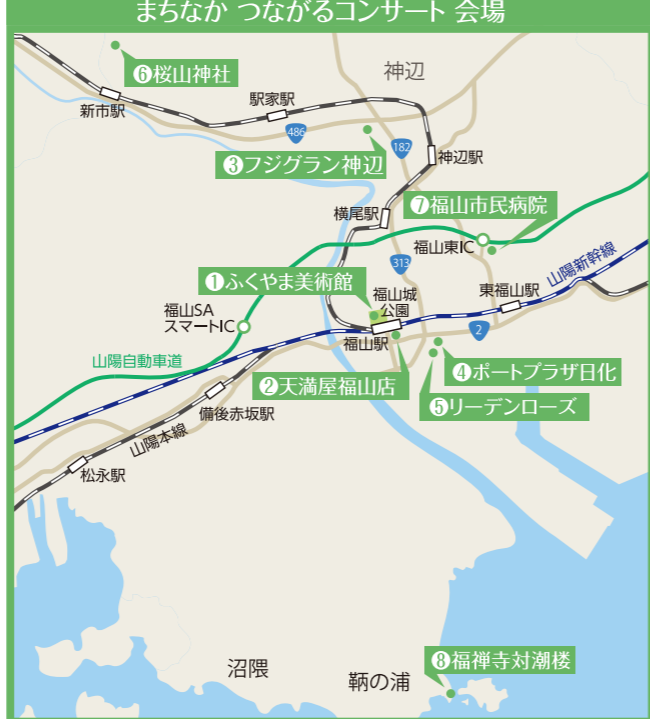 まちなか つながるコンサート 会場
❻桜山神社
神辺
新市駅
駅家駅
486
182
❸フジグラン神辺
神辺駅
横尾駅
❼福山市民病院
福山東IC
313
山陽新幹線
❶ふくやま美術館
福山城
公園
東福山駅
福山SA
スマートIC
福山駅
2
山陽自動車道
❷天満屋福山店
❹ポートプラザ日化
❺リーデンローズ
備後赤坂駅
山陽本線
松永駅
沼隈
鞆の浦
❽福禅寺対潮楼